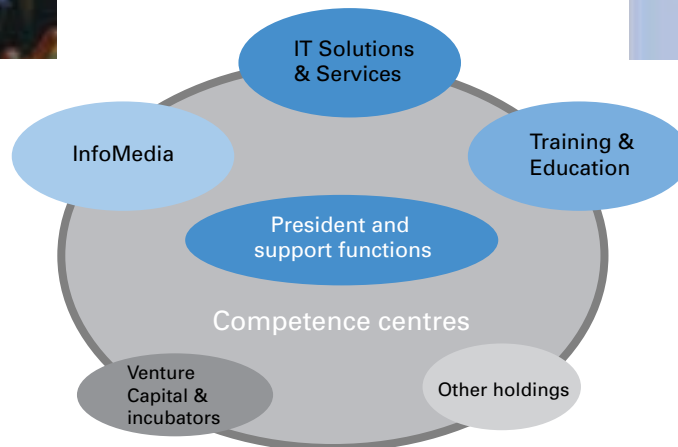 IT Solutions
& Services
InfoMedia
Training &
Education
President and
support functions
Competence centres
Venture
Capital &
incubators
Other holdings